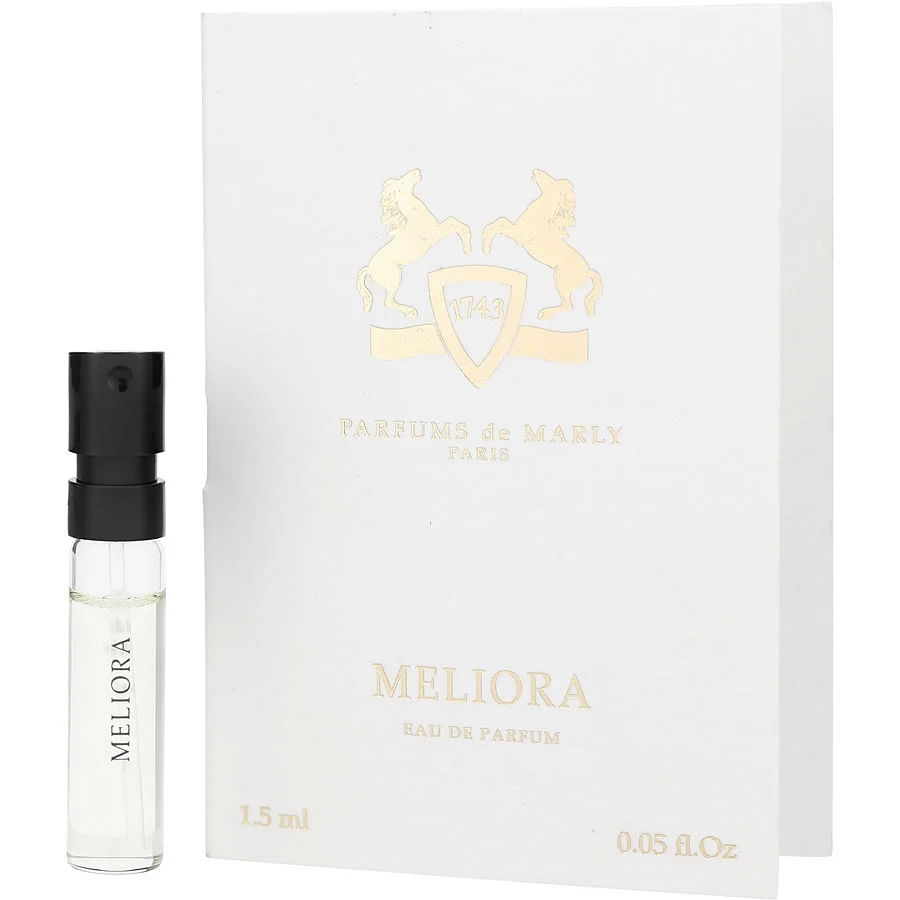 1743
PARFUMS de MARLY
PARIS
MELIORA
EAU DE PARFUM
1.5 ml
0.05 fl.Oz
MELIORA